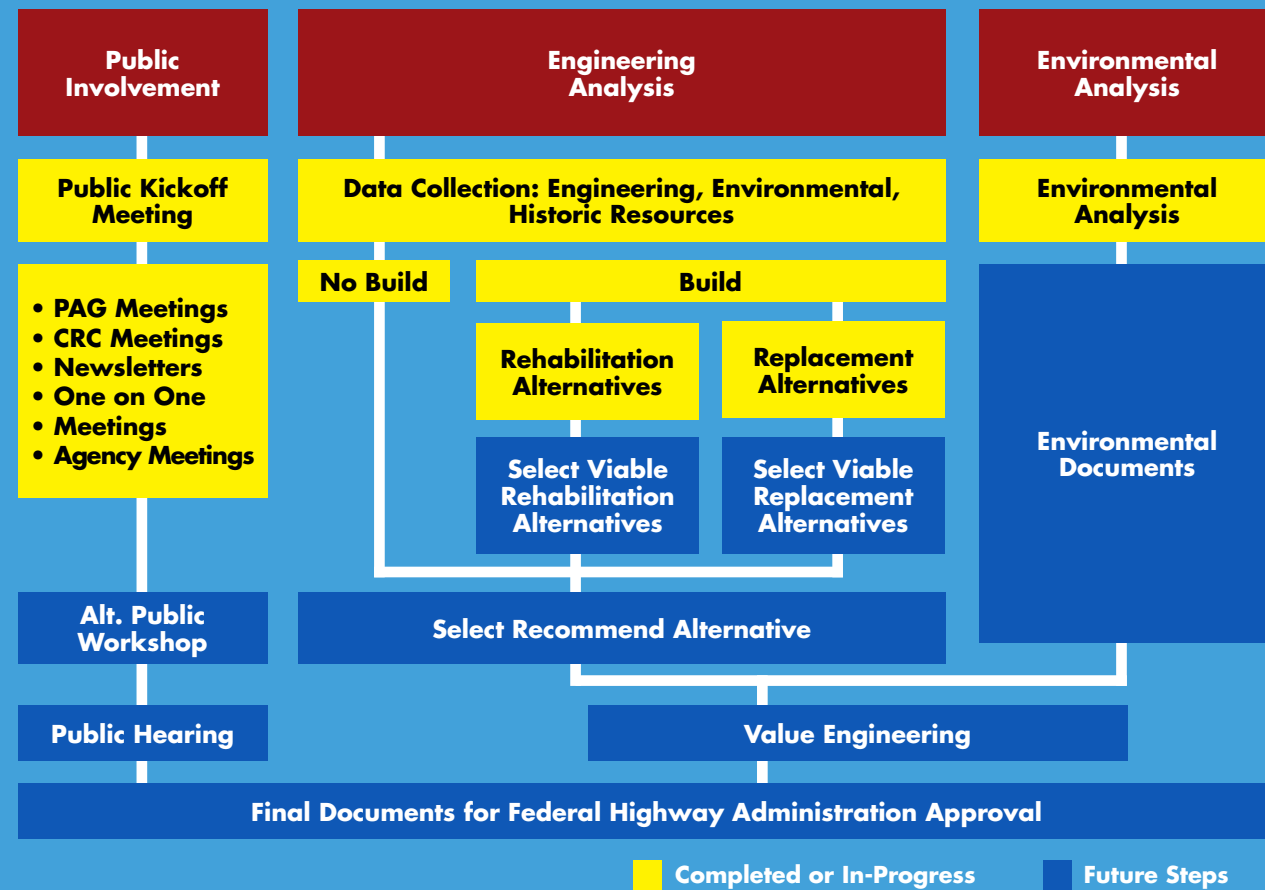 Public
Involvement
Engineering
Analysis
Environmental
Analysis
Public Kickoff
Meeting
Data Collection: Engineering, Environmental,
Historic Resources
Environmental
Analysis
• PAG Meetings
• CRC Meetings
• Newsletters
• One on One
• Meetings
• Agency Meetings
No Build
Build
Rehabilitation
Alternatives
Replacement
Alternatives
Select Viable
Rehabilitation
Alternatives
Select Viable
Replacement
Alternatives
Environmental
Documents
Alt. Public
Workshop
Select Recommend Alternative
Public Hearing
Value Engineering
Final Documents for Federal Highway Administration Approval
Completed or In-Progress
Future Steps